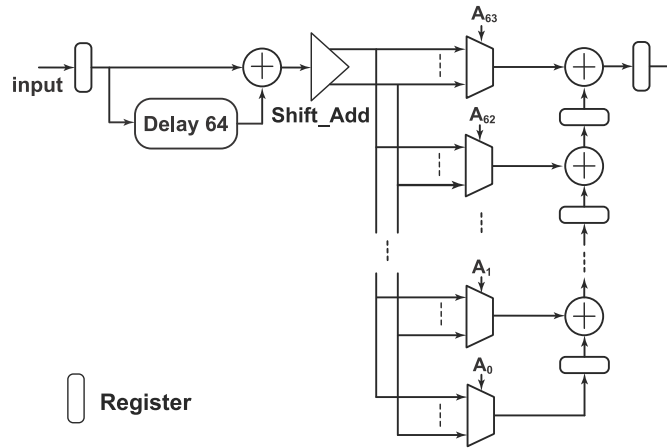 A63
input
Delay 64
Shift_Add
A62
A1
A0
Register